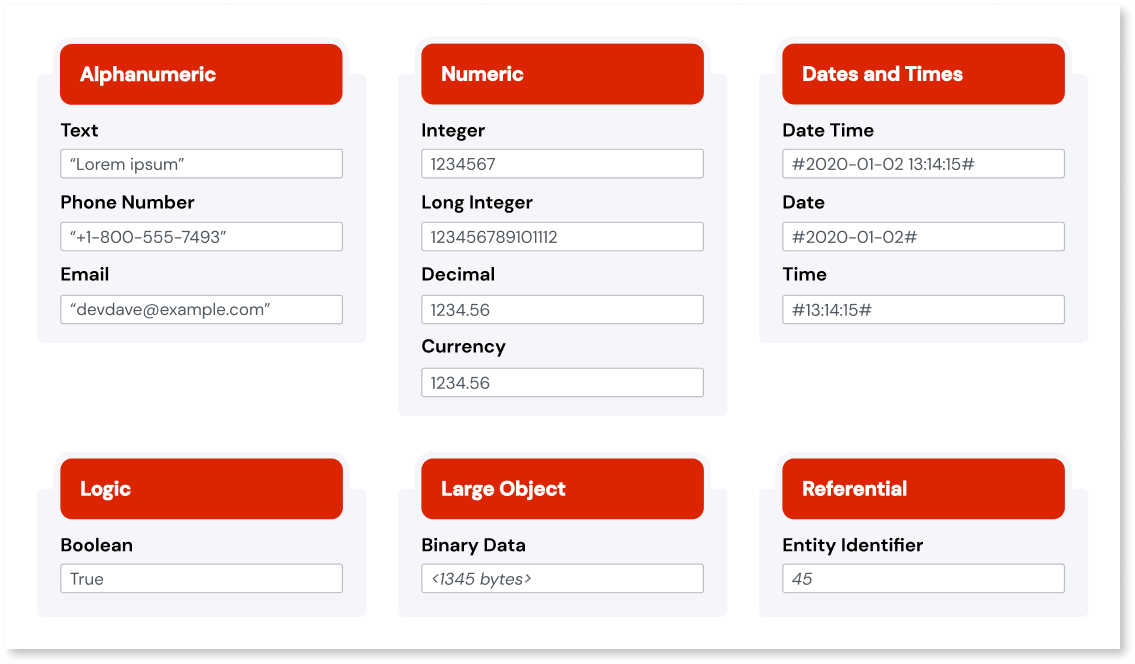 Alphanumeric
Text
“Lorem ipsum”
Phone Number
“+1-800-555-7493”
Email
“devdave@example.com”
Numeric
Integer
1234567
Long Integer
123456789101112
Decimal
1234.56
Currency
1234.56
Dates and Times
Date Time
#2020-01-02 13:14:15#
Date
#2020-01-02#
Time
#13:14:15#
Logic
Boolean
True
Large Object
Binary Data
<1345 bytes>
Referential
Entity Identifier
45